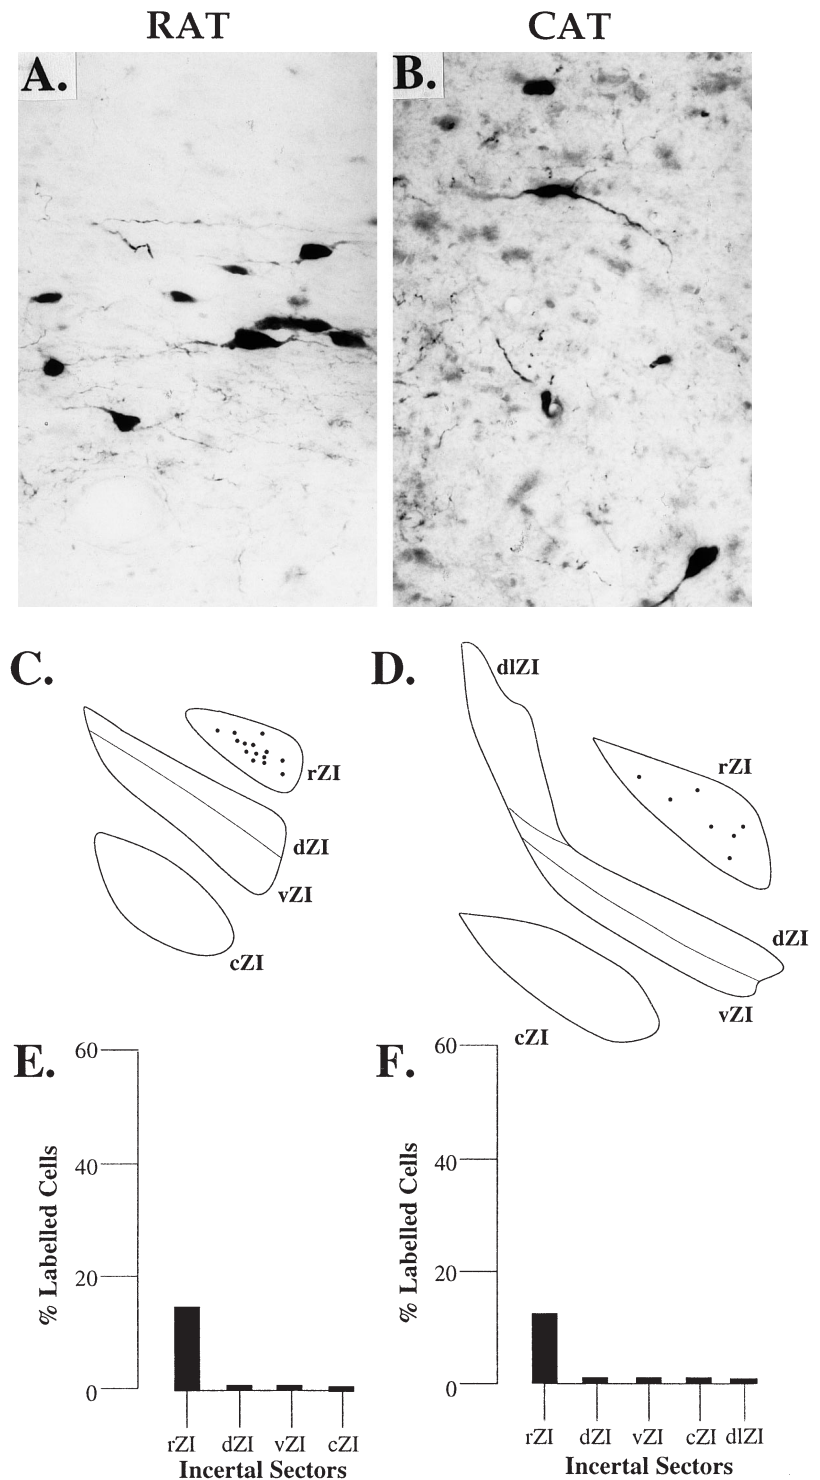 RAT CAT
A. B.
C. D.
dlZI
rZI
dZI
vZI
cZI
rZI
dZI
vZI
cZI
E. F.
60
40
20
0
% Labelled Cells
rZI dZI vZI cZI
Incertal Sectors
60
40
20
0
% Labelled Cells
rZI dZI vZI cZI dlZI
Incertal Sectors